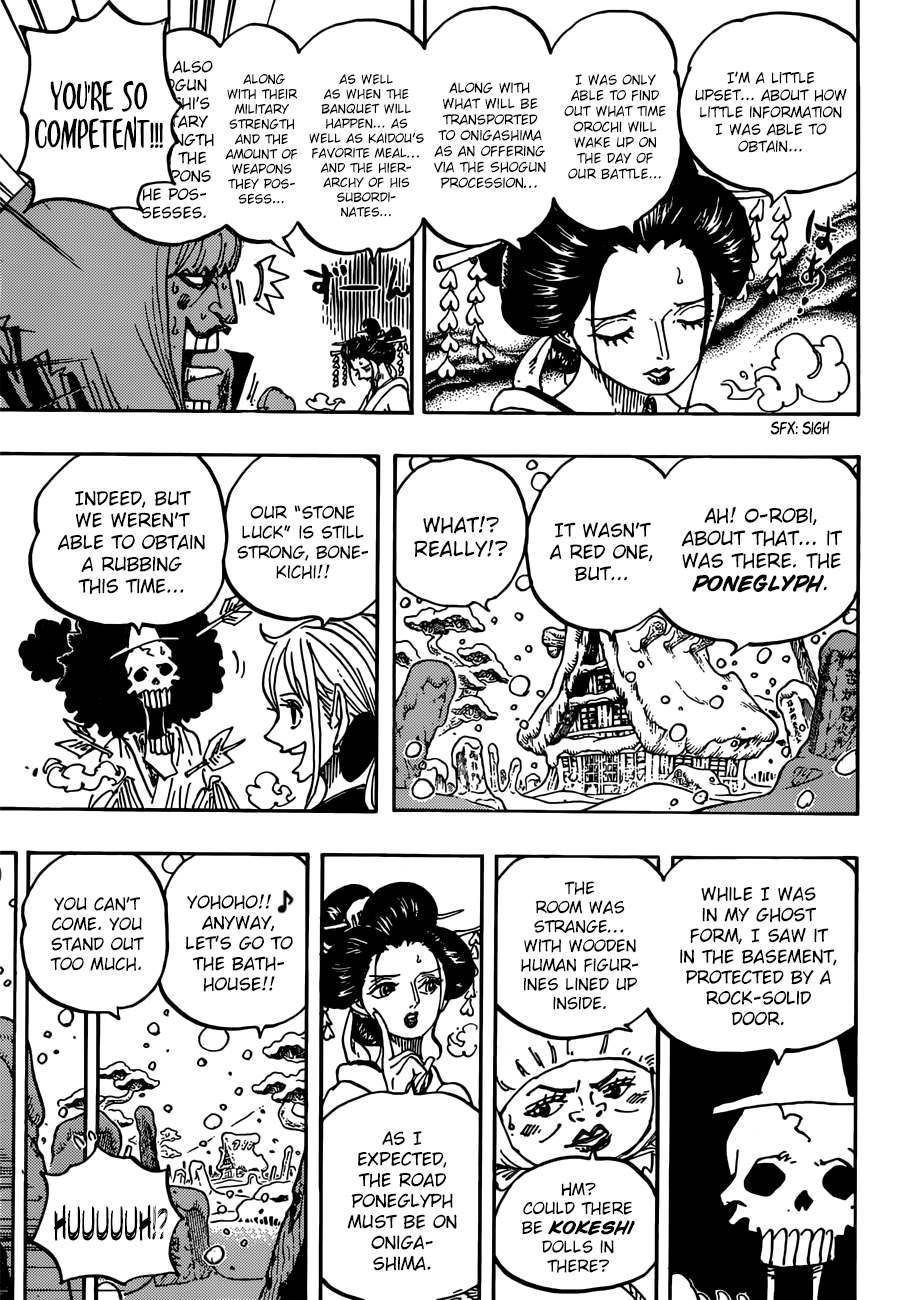 I'M A LITTLE
UPSET... ABOUT HOW
LITTLE INFORMATION
I WAS ABLE TO
OBTAIN...
はぁ…
SFX: SIGH
I WAS ONLY
ABLE TO FIND
OUT WHAT TIME
OROCHI WILL
WAKE UP ON
THE DAY OF
OUR BATTLE...
ALONG WITH
WHAT WILL BE
TRANSPORTED
TO ONIGASHIMA
AS AN OFFERING
VIA THE SHOGUN
PROCESSION...
AS WELL
AS WHEN THE
BANQUET WILL
HAPPEN... AS
WELL AS KAIDOU'S
FAVORITE MEAL...
AND THE HIER-
ARCHY OF HIS
SUBORDI-
NATES...
ALONG
WITH THEIR
MILITARY
STRENGTH
AND THE
AMOUNT OF
WEAPONS
THEY POS-
SESS...
ALSO
THE
HE POS-
SESSES.
ずーん
YOU'RE SO
COMPETENT!!!
AH! O-ROBI,
ABOUT THAT... IT
WAS THERE. THE
PONEGLYPH.
IT WASN'T
A RED ONE,
BUT...
WHAT!?
REALLY!?
OUR "STONE
LUCK" IS STILL
STRONG, BONE-
KICHI!!
INDEED, BUT
WE WEREN'T
ABLE TO OBTAIN
A RUBBING
THIS TIME...
WHILE I WAS
IN MY GHOST
FORM, I SAW IT
IN THE BASEMENT,
PROTECTED BY A
ROCK-SOLID
DOOR.
THE
ROOM WAS
STRANGE...
WITH WOODEN
HUMAN FIGUR-
INES LINED UP
INSIDE.
HM?
COULD THERE
BE KOKESHI
DOLLS IN
THERE?
AS I
EXPECTED,
THE ROAD
PONEGLYPH
MUST BE ON
ONIGA-
SHIMA.
YOHOHO!! ♪
ANYWAY,
LET'S GO TO
THE BATH-
HOUSE!!
YOU CAN'T
COME. YOU
STAND OUT
TOO MUCH.
HUUUUUH!?